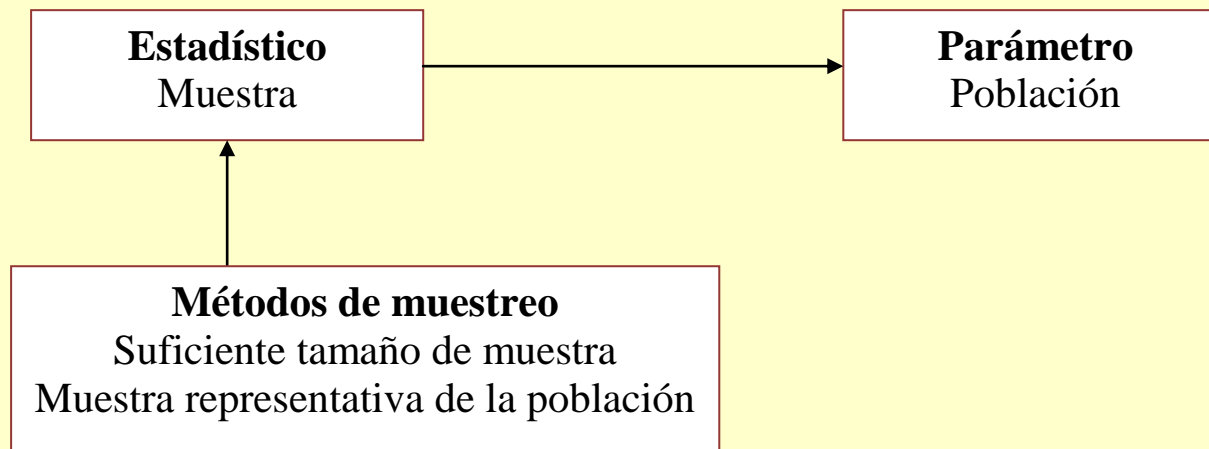 Estadístico
Muestra
Parámetro
Población
Métodos de muestreo
Suficiente tamaño de muestra
Muestra representativa de la población